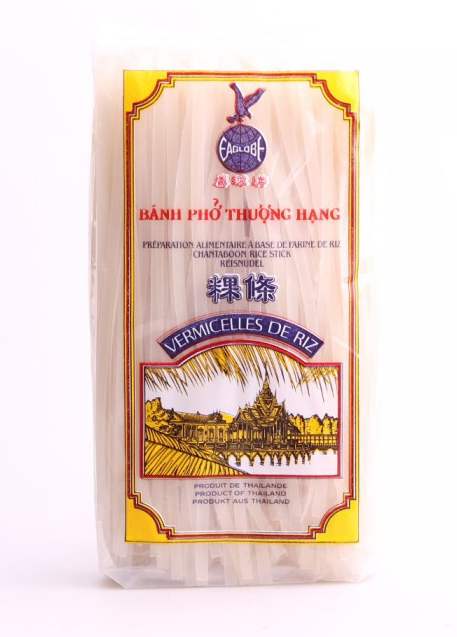 EAGLOBE
BÁNH PHỞ THƯỢNG HẠNG
PRÉPARATION ALIMENTAIRE À BASE DE FARINE DE RIZ
CHANTABOON RICE STICK
REISNUDEL
粿條
VERMICELLES DE RIZ
PRODUIT DE THAILANDE
PRODUCT OF THAILAND
PRODUKT AUS THAILAND